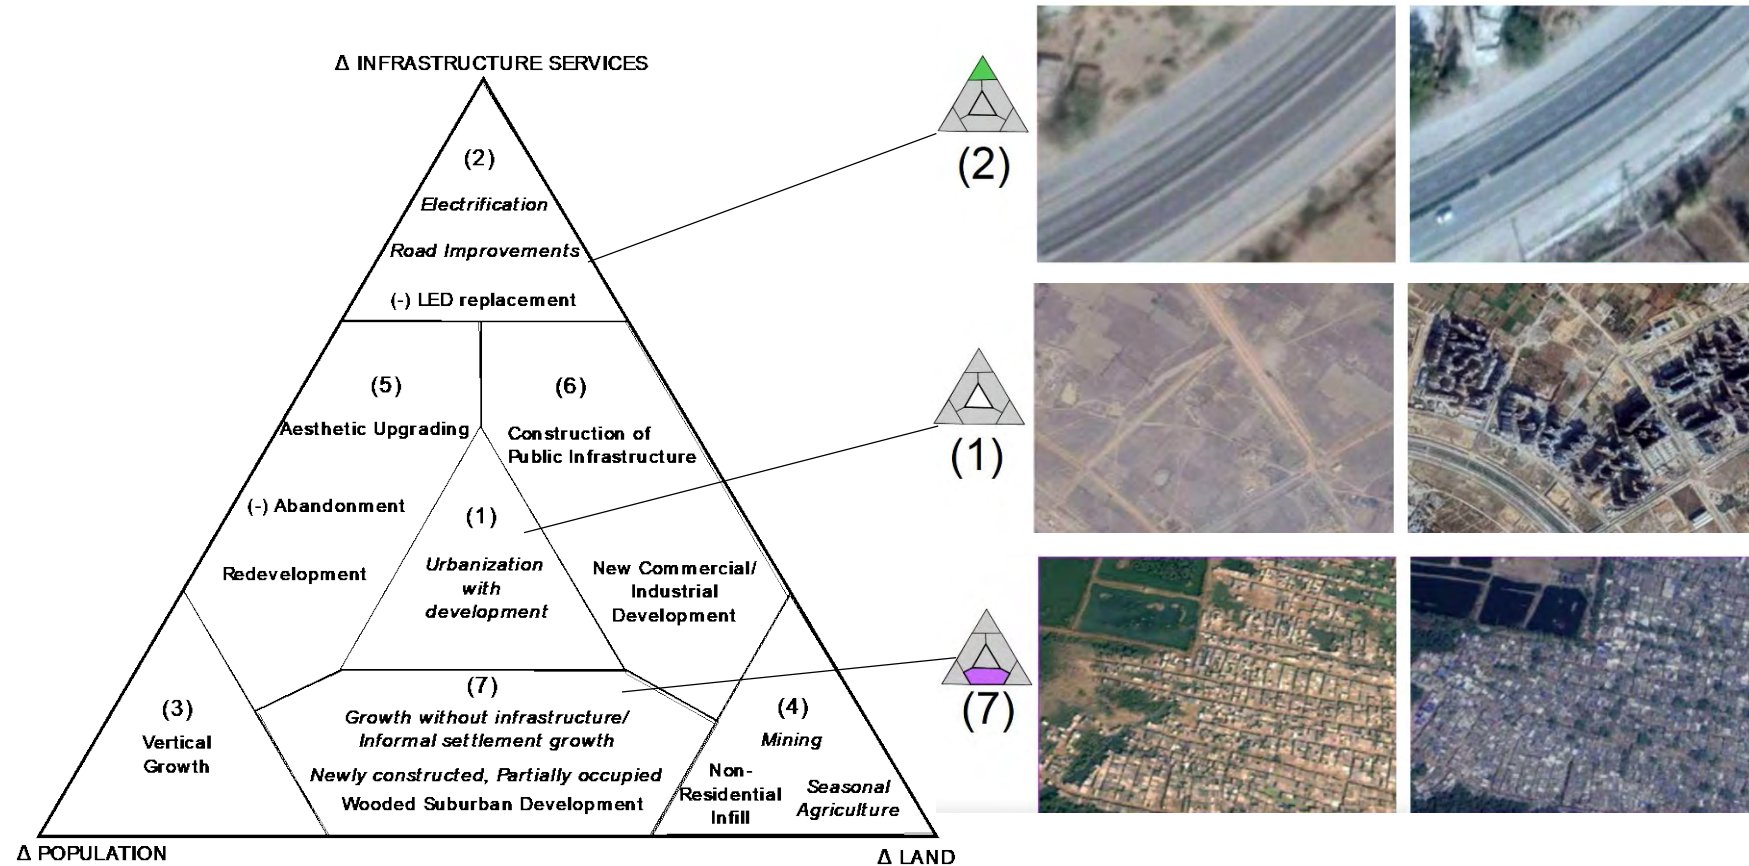 Δ INFRASTRUCTURE SERVICES
(2)
Electrification
Road Improvements
(-) LED replacement
(5)
Aesthetic Upgrading
(-) Abandonment
Redevelopment
(6)
Construction of
Public Infrastructure
New Commercial/
Industrial
Development
(1)
Urbanization
with
development
(3)
Vertical
Growth
(7)
Growth without infrastructure/
Informal settlement growth
Newly constructed, Partially occupied
Wooded Suburban Development
(4)
Mining
Non-
Residential
Infill
Seasonal
Agriculture
Δ POPULATION
Δ LAND
(2)
(1)
(7)